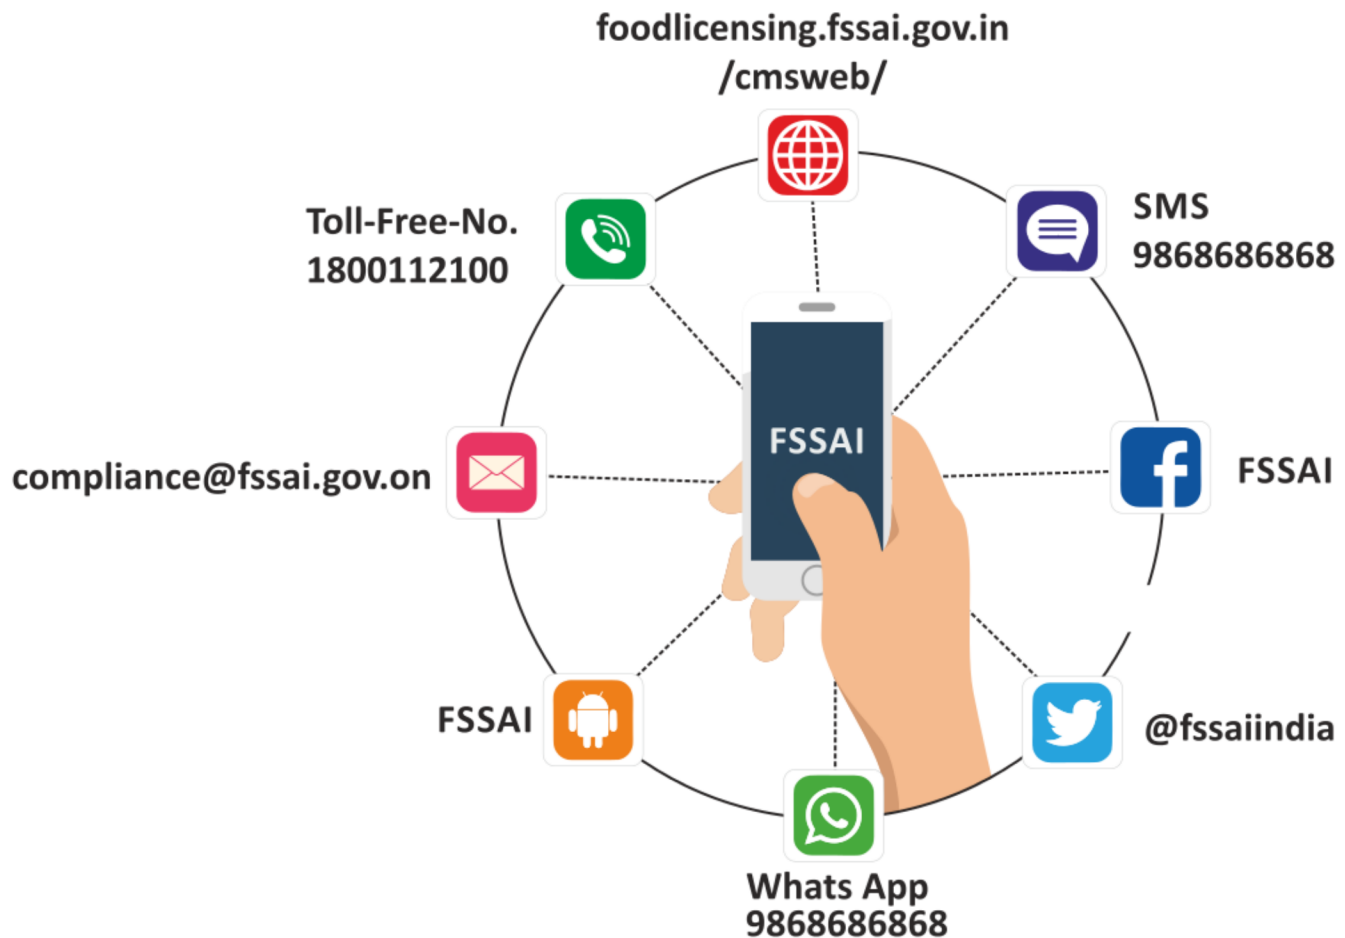 foodlicensing.fssai.gov.in
/cmsweb/
Toll-Free-No.
1800112100
SMS
9868686868
FSSAI
compliance@fssai.gov.on
FSSAI
FSSAI
@fssaiindia
Whats App
9868686868